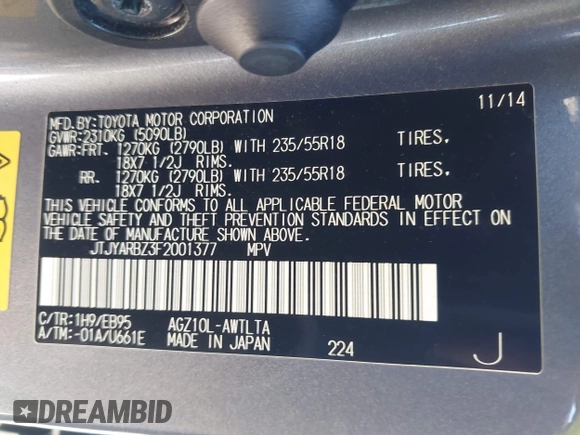 MFD.BY:TOYOTA MOTOR CORPORATION 11/14
GVWR:2310KG (5090LB)
GAWR:FRT. 1270KG (2790LB) WITH 235/55R18 TIRES,
18X7 1/2J RIMS.
RR. 1270KG (2790LB) WITH 235/55R18 TIRES,
18X7 1/2J RIMS.
THIS VEHICLE CONFORMS TO ALL APPLICABLE FEDERAL MOTOR
VEHICLE SAFETY AND THEFT PREVENTION STANDARDS IN EFFECT ON
THE DATE OF MANUFACTURE SHOWN ABOVE.
JTJYARBZ3F2001377 MPV
C/TR:1H9/EB95 AGZ10L-AWTLTA
A/TM:-01A/U661E MADE IN JAPAN 224 J
DREAMBID